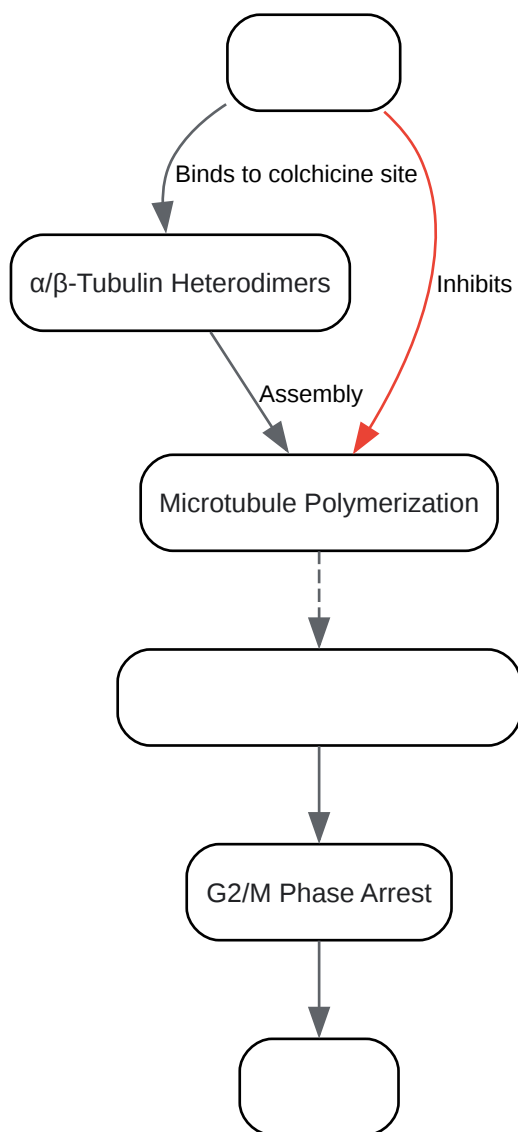 Binds to colchicine site
α/β-Tubulin Heterodimers
Inhibits
Assembly
Microtubule Polymerization
G2/M Phase Arrest